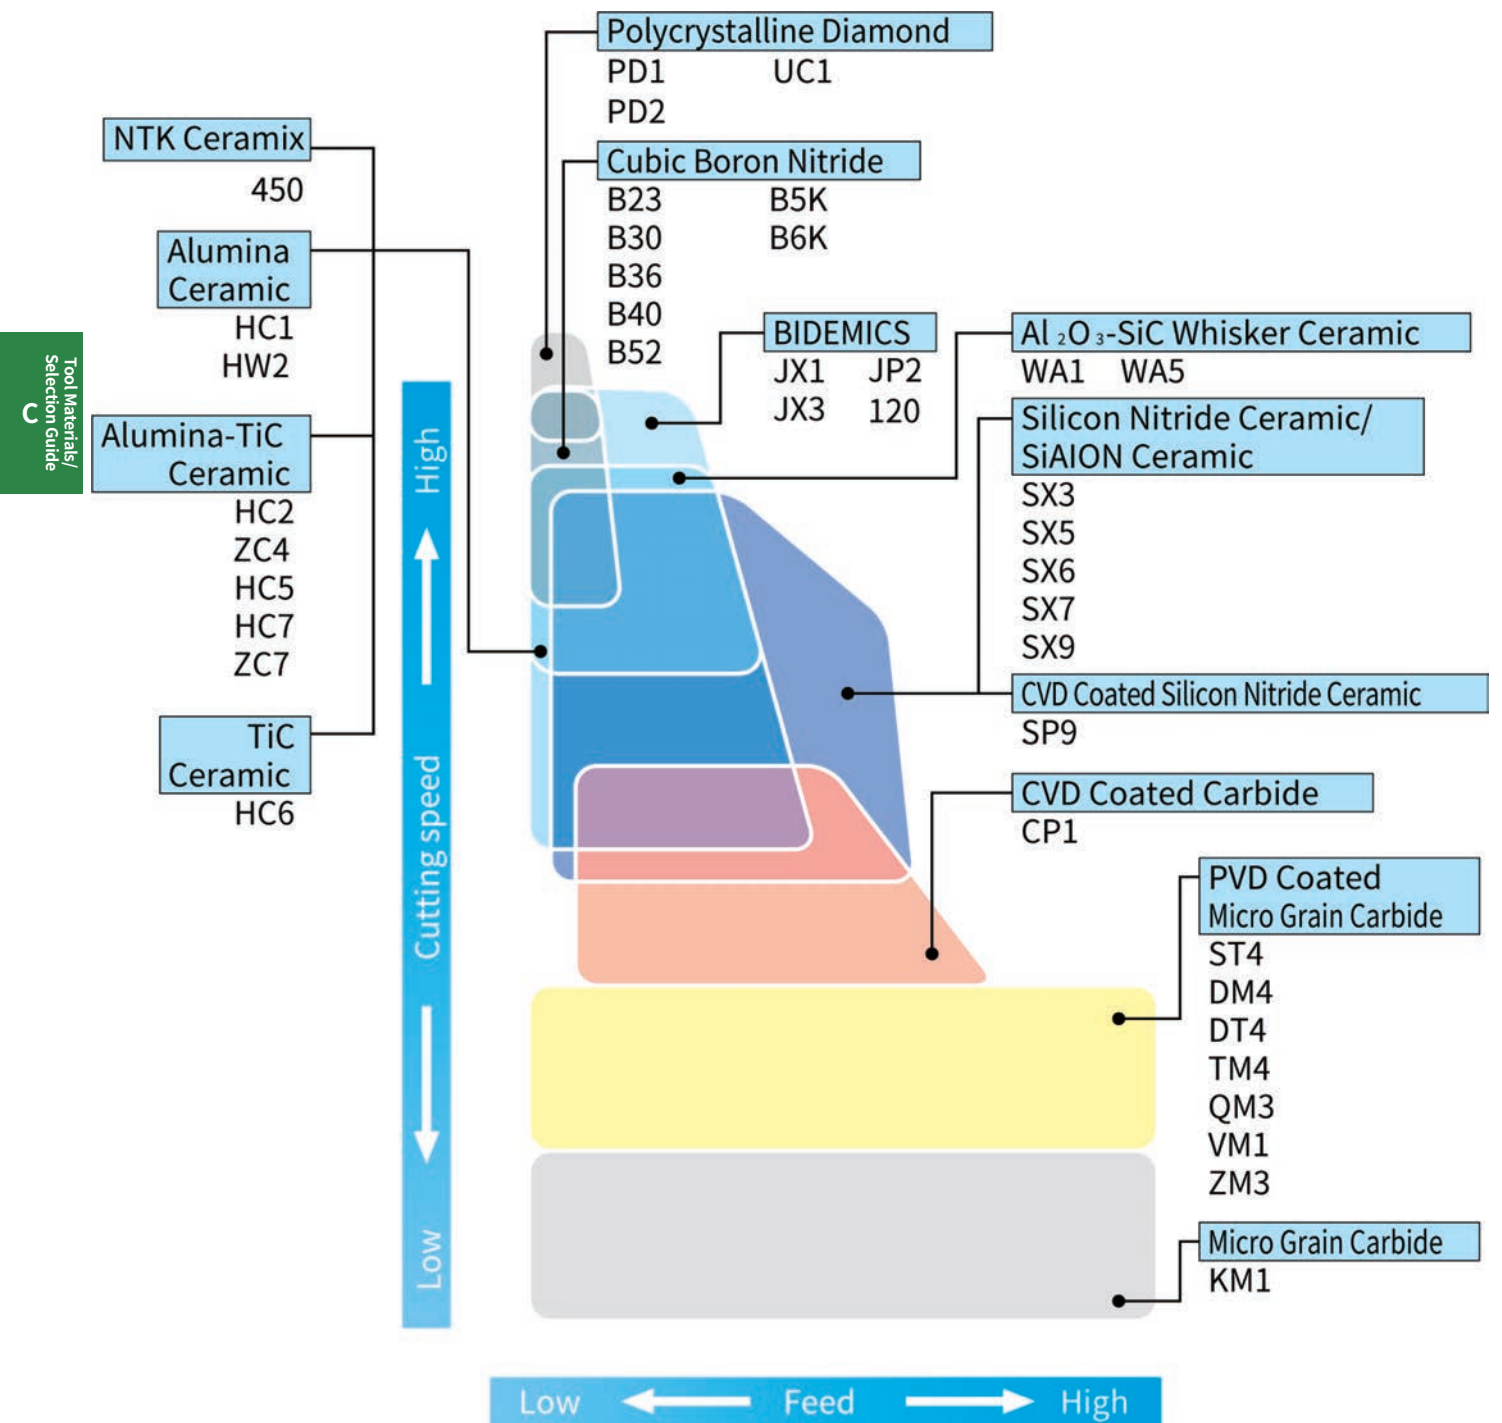 Polycrystalline Diamond
PD1 UC1
PD2
NTK Ceramix
450
Cubic Boron Nitride
B23 B5K
B30 B6K
B36
B40
B52
Alumina
Ceramic
HC1
HW2
BIDEMICS
JX1 JP2
JX3 120
Al2O3-SiC Whisker Ceramic
WA1 WA5
Tool Materials/
Selection Guide
C
Alumina-TiC
Ceramic
HC2
ZC4
HC5
HC7
ZC7
Silicon Nitride Ceramic/
SiAION Ceramic
SX3
SX5
SX6
SX7
SX9
CVD Coated Silicon Nitride Ceramic
SP9
TiC
Ceramic
HC6
CVD Coated Carbide
CP1
PVD Coated
Micro Grain Carbide
ST4
DM4
DT4
TM4
QM3
VM1
ZM3
Micro Grain Carbide
KM1
High
Cutting speed
Low
Low Feed High